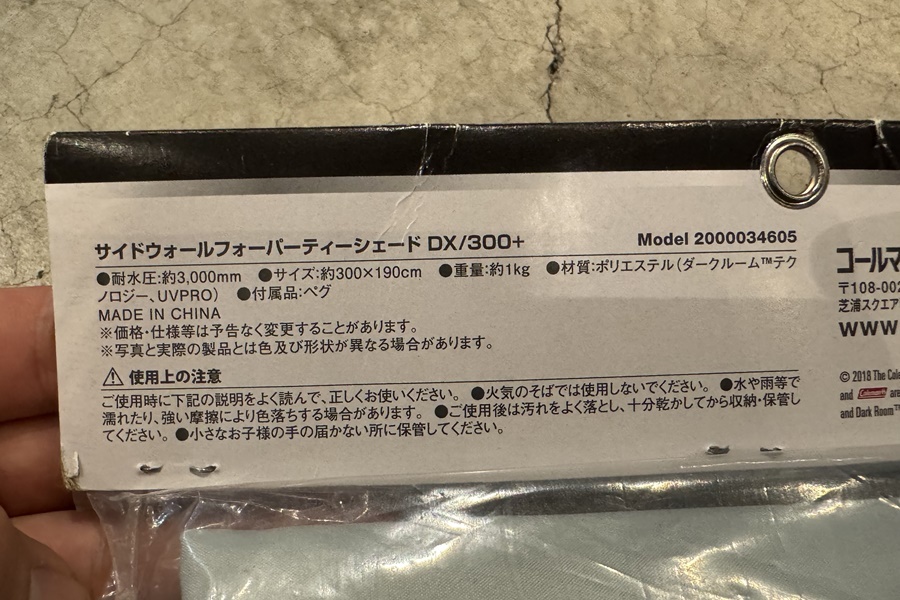 サイドウォールフォーパーティーシェード DX/300+
Model 2000034605
●耐水圧:約3,000mm ●サイズ:約300×190cm ●重量:約1kg ●材質:ポリエステル(ダークルーム™テク
ノロジー、UVPRO) ●付属品:ペグ
MADE IN CHINA
※価格・仕様等は予告なく変更することがあります。
※写真と実際の製品とは色及び形状が異なる場合があります。
⚠ 使用上の注意
ご使用時に下記の説明をよく読んで、正しくお使いください。 ●火気のそばでは使用しないでください。 ●水や雨等で
濡れたり、強い摩擦により色落ちする場合があります。 ●ご使用後は汚れをよく落とし、十分乾かしてから収納・保管し
てください。 ●小さなお子様の手の届かない所に保管してください。
コールマ
〒108-002
芝浦スクエア
WWW
© 2018 The Cole
and Coleman are
and Dark Room™